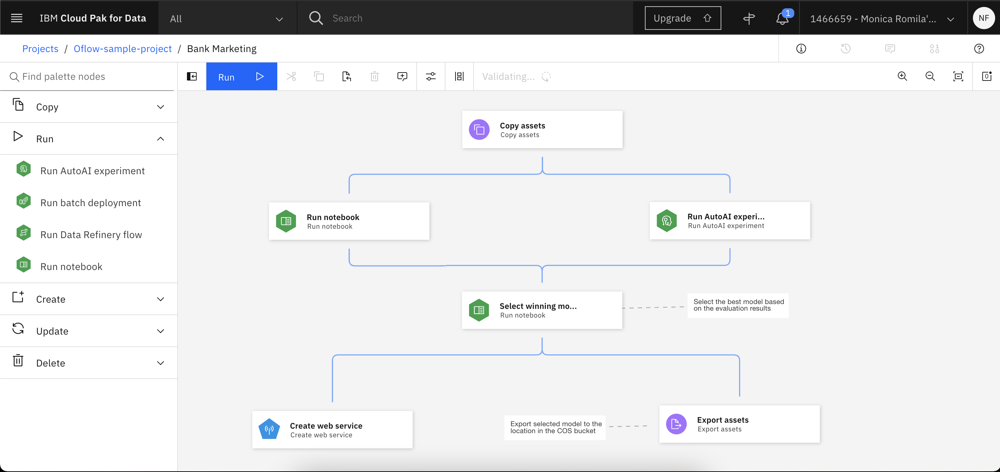 IBM Cloud Pak for Data
All
Search
Upgrade
1
1466659 - Monica Romila'...
NF
Projects / Oflow-sample-project / Bank Marketing
Find palette nodes
Run
Validating...
0
Copy
Run
Run AutoAI experiment
Run batch deployment
Run Data Refinery flow
Run notebook
Create
Update
Delete
Copy assets
Copy assets
Run notebook
Run notebook
Run AutoAI experi...
Run AutoAI experiment
Select winning mo...
Run notebook
Select the best model based
on the evaluation results
Create web service
Create web service
Export selected model to the
location in the COS bucket
Export assets
Export assets